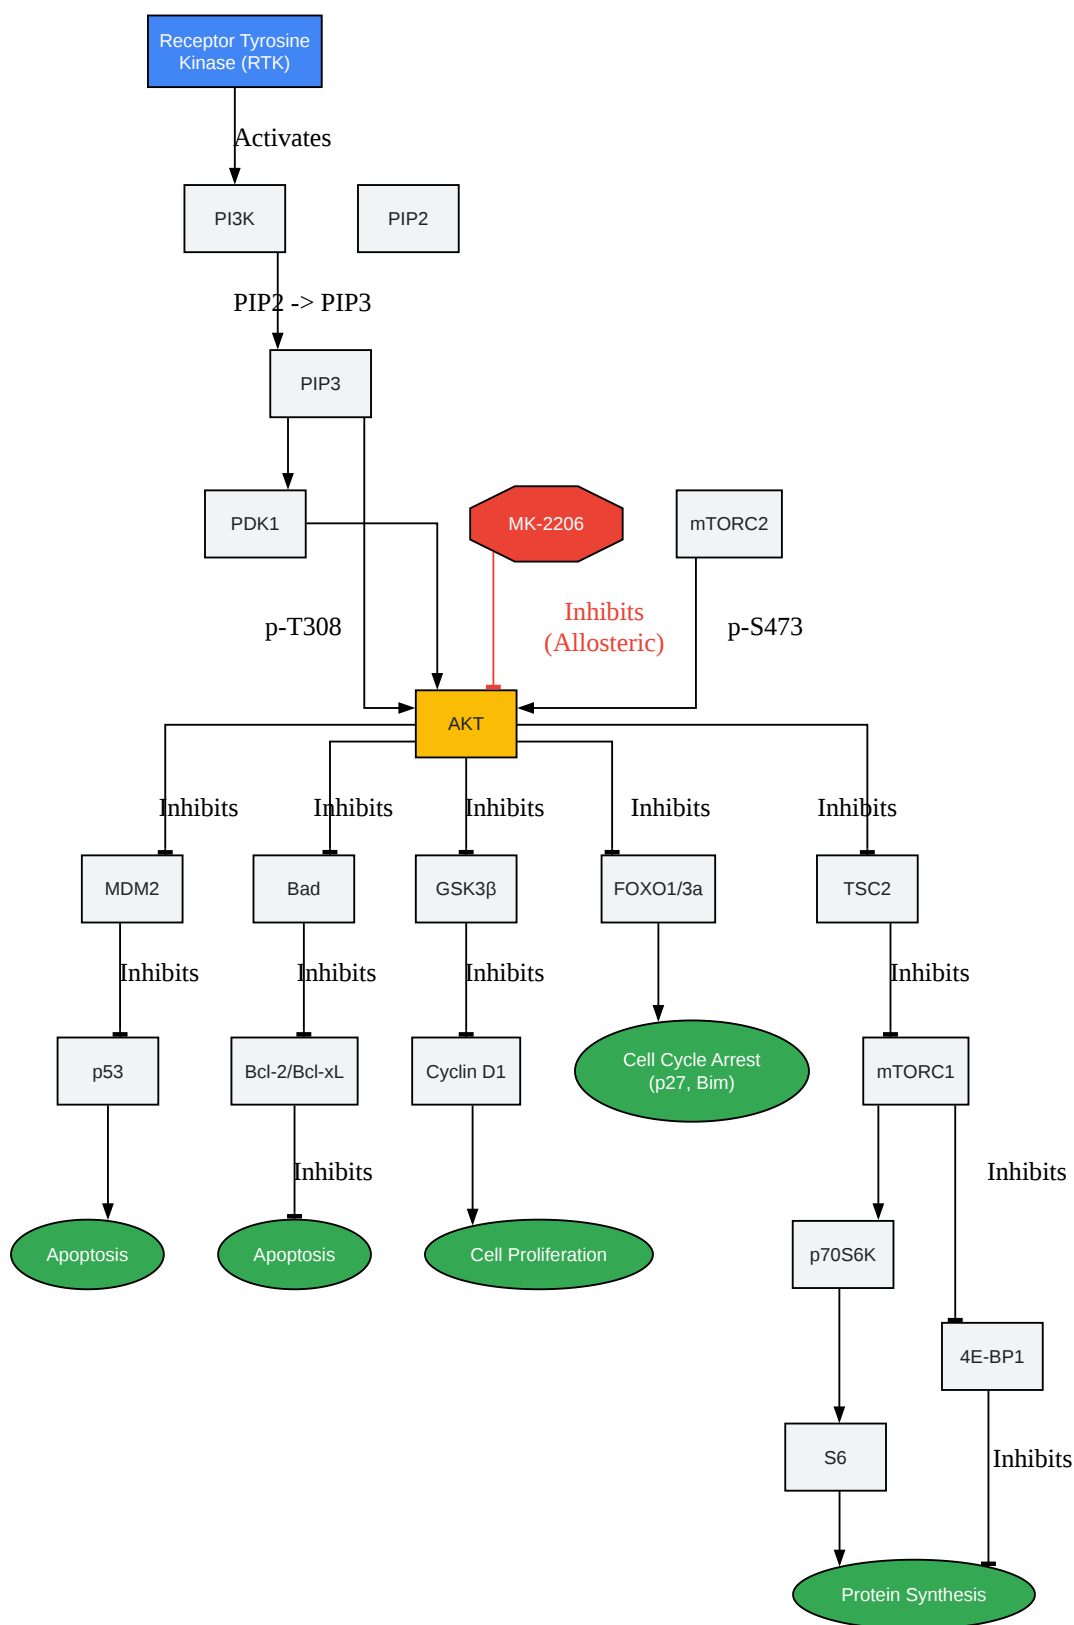 Receptor Tyrosine
Kinase (RTK)
Activates
PI3K
PIP2
PIP2 -> PIP3
PIP3
PDK1
MK-2206
mTORC2
p-T308
Inhibits
(Allosteric)
p-S473
AKT
Inhibits
Inhibits
Inhibits
Inhibits
Inhibits
MDM2
Bad
GSK3β
FOXO1/3a
TSC2
Inhibits
Inhibits
Inhibits
Inhibits
p53
Bcl-2/Bcl-xL
Cyclin D1
Cell Cycle Arrest
(p27, Bim)
mTORC1
Inhibits
Inhibits
Apoptosis
Apoptosis
Cell Proliferation
p70S6K
4E-BP1
S6
Inhibits
Protein Synthesis